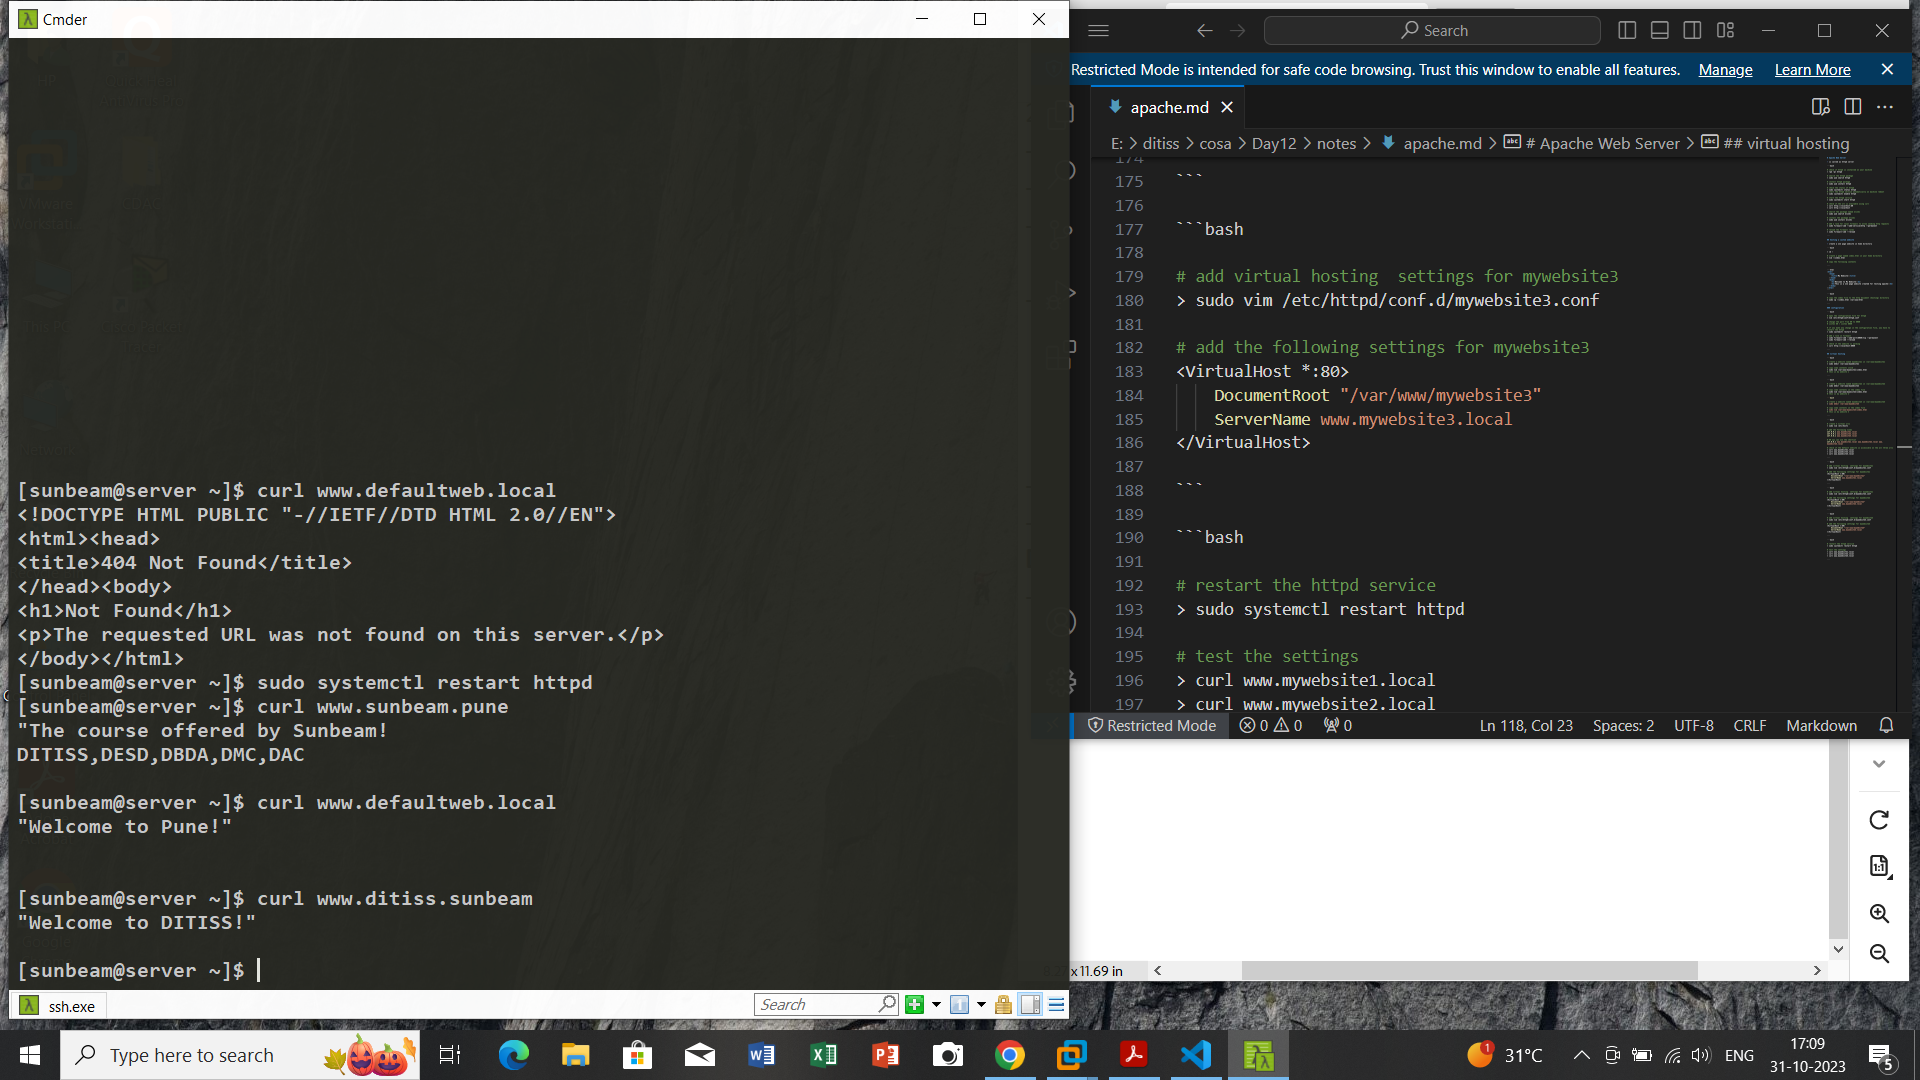 Cmder
[sunbeam@server ~]$ curl www.defaultweb.local
<!DOCTYPE HTML PUBLIC "-//IETF//DTD HTML 2.0//EN">
<html><head>
<title>404 Not Found</title>
</head><body>
<h1>Not Found</h1>
<p>The requested URL was not found on this server.</p>
</body></html>
[sunbeam@server ~]$ sudo systemctl restart httpd
[sunbeam@server ~]$ curl www.sunbeam.pune
"The course offered by Sunbeam!
DITISS,DESD,DBDA,DMC,DAC
[sunbeam@server ~]$ curl www.defaultweb.local
"Welcome to Pune!"
[sunbeam@server ~]$ curl www.ditiss.sunbeam
"Welcome to DITISS!"
[sunbeam@server ~]$
ssh.exe
Search
Search
Restricted Mode is intended for safe code browsing. Trust this window to enable all features. Manage Learn More
apache.md
E: > ditiss > cosa > Day12 > notes > apache.md > # Apache Web Server > ## virtual hosting
174
175 ```
176
177 ```bash
178
179 # add virtual hosting  settings for mywebsite3
180 > sudo vim /etc/httpd/conf.d/mywebsite3.conf
181
182 # add the following settings for mywebsite3
183 <VirtualHost *:80>
184 DocumentRoot "/var/www/mywebsite3"
185 ServerName www.mywebsite3.local
186 </VirtualHost>
187
188 ```
189
190 ```bash
191
192 # restart the httpd service
193 > sudo systemctl restart httpd
194
195 # test the settings
196 > curl www.mywebsite1.local
197 > curl www.mywebsite2.local
Restricted Mode 0 0 0 Ln 118, Col 23 Spaces: 2 UTF-8 CRLF Markdown
x 11.69 in
Type here to search
31°C ENG
17:09
31-10-2023
5